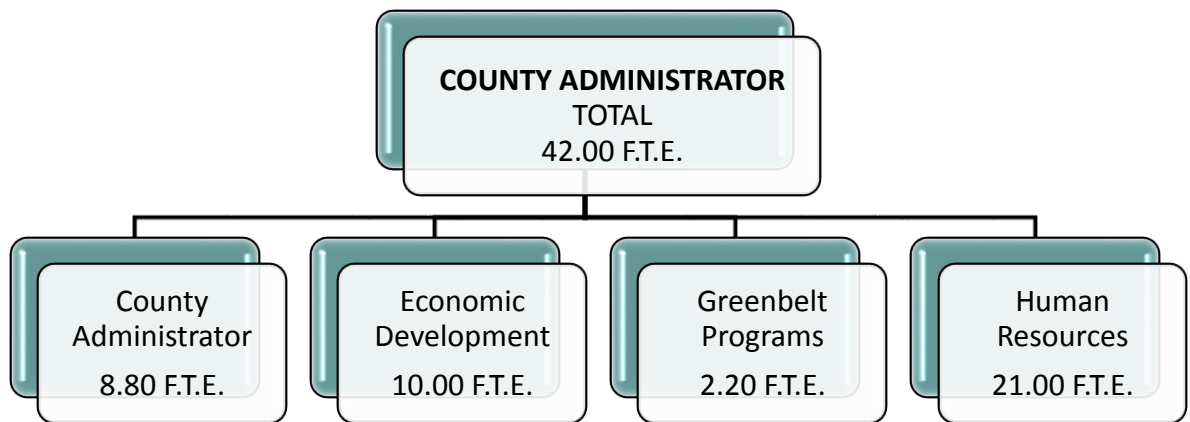 COUNTY ADMINISTRATOR
TOTAL
42.00 F.T.E.
County
Administrator
8.80 F.T.E.
Economic
Development
10.00 F.T.E.
Greenbelt
Programs
2.20 F.T.E.
Human
Resources
21.00 F.T.E.